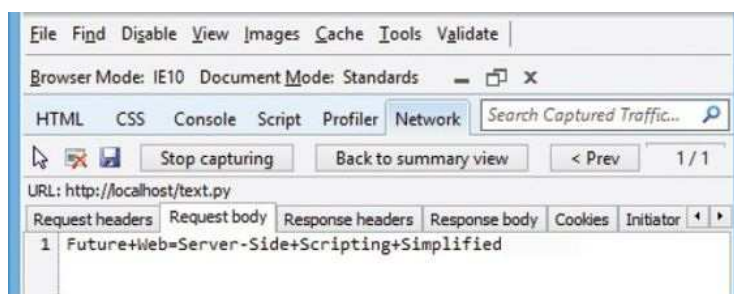 File Find Disable View Images Cache Tools Validate
Browser Mode: IE10 Document Mode: Standards
HTML CSS Console Script Profiler Network Search Captured Traffic...
Stop capturing Back to summary view < Prev 1 / 1
URL: http://localhost/text.py
Request headers Request body Response headers Response body Cookies Initiator
1 Future+Web=Server-Side+Scripting+Simplified